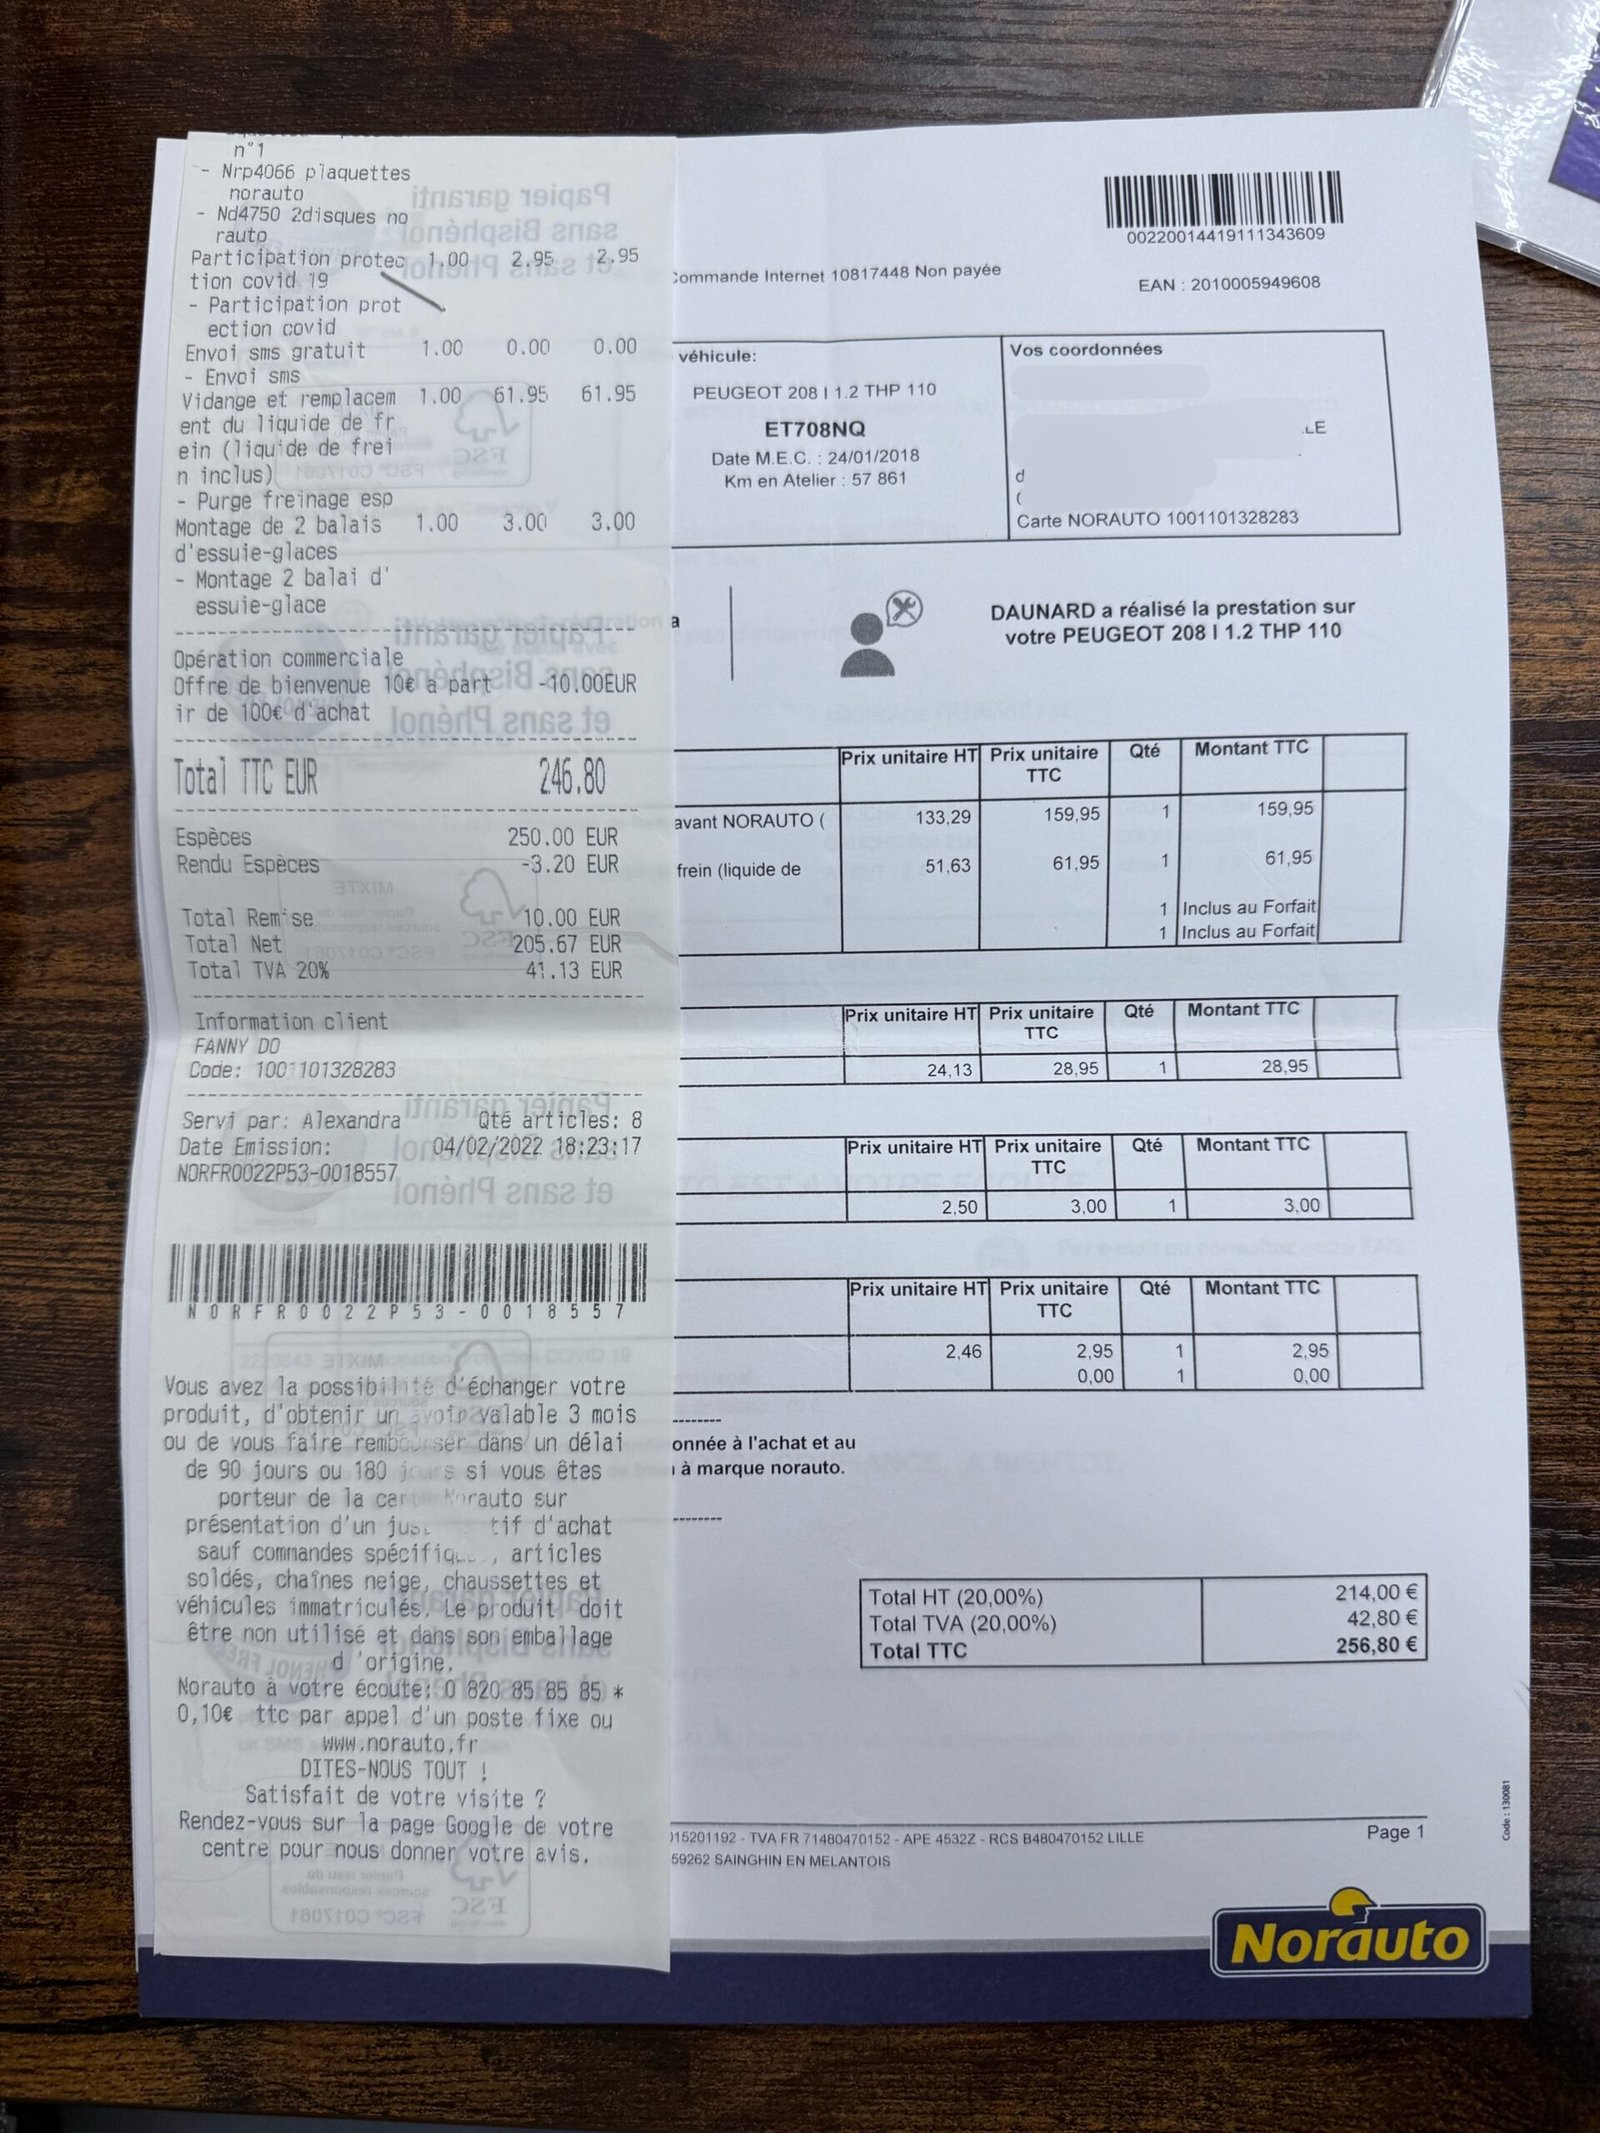 n°1
- Nrp4066 plaquettes
norauto
- Nd4750 2disques no
rauto
Participation protec 1.00 2.95 2.95
tion covid 19
- Participation prot
ection covid
Envoi sms gratuit 1.00 0.00 0.00
- Envoi sms
Vidange et remplacem 1.00 61.95 61.95
ent du liquide de fr
ein (liquide de frei
n inclus)
- Purge freinage esp
Montage de 2 balais 1.00 3.00 3.00
d'essuie-glaces
- Montage 2 balai d'
essuie-glace
Opération commerciale
Offre de bienvenue 10€ a part -10.00EUR
ir de 100€ d'achat
Total TTC EUR 246.80
Espèces 250.00 EUR
Rendu Espèces -3.20 EUR
Total Remise 10.00 EUR
Total Net 205.67 EUR
Total TVA 20% 41.13 EUR
Information client
FANNY DO
Code: 1001101328283
Servi par: Alexandra Qté articles: 8
Date Emission: 04/02/2022 18:23:17
NORFR0022P53-0018557
NORFR0022P53-0018557
Vous avez la possibilité d'échanger votre
produit, d'obtenir un avoir valable 3 mois
ou de vous faire rembourser dans un délai
de 90 jours ou 180 jours si vous êtes
porteur de la carte Norauto sur
présentation d'un jus tif d'achat
sauf commandes spécifiq , articles
soldés, chaînes neige, chaussettes et
véhicules immatriculés. Le produit doit
être non utilisé et dans son emballage
d'origine.
Norauto à votre écoute: 0 820 85 85 85 *
0,10€ ttc par appel d'un poste fixe ou
www.norauto.fr
DITES-NOUS TOUT !
Satisfait de votre visite ?
Rendez-vous sur la page Google de votre
centre pour nous donner votre avis.
00220014419111343609
Commande Internet 10817448 Non payée
EAN : 2010005949608
véhicule:
PEUGEOT 208 I 1.2 THP 110
ET708NQ
Date M.E.C. : 24/01/2018
Km en Atelier : 57 861
Vos coordonnées
.LE
d
(
Carte NORAUTO 1001101328283
a
DAUNARD a réalisé la prestation sur
votre PEUGEOT 208 I 1.2 THP 110
Prix unitaire HT Prix unitaire TTC Qté Montant TTC
avant NORAUTO ( 133,29 159,95 1 159,95
frein (liquide de 51,63 61,95 1 61,95
1 Inclus au Forfait
1 Inclus au Forfait
Prix unitaire HT Prix unitaire TTC Qté Montant TTC
24,13 28,95 1 28,95
Prix unitaire HT Prix unitaire TTC Qté Montant TTC
2,50 3,00 1 3,00
Prix unitaire HT Prix unitaire TTC Qté Montant TTC
2,46 2,95 1 2,95
0,00 1 0,00
onnée à l'achat et au
à marque norauto.
Total HT (20,00%) 214,00 €
Total TVA (20,00%) 42,80 €
Total TTC 256,80 €
015201192 - TVA FR 71480470152 - APE 4532Z - RCS B480470152 LILLE
59262 SAINGHIN EN MELANTOIS
Page 1
Code : 130081
Norauto